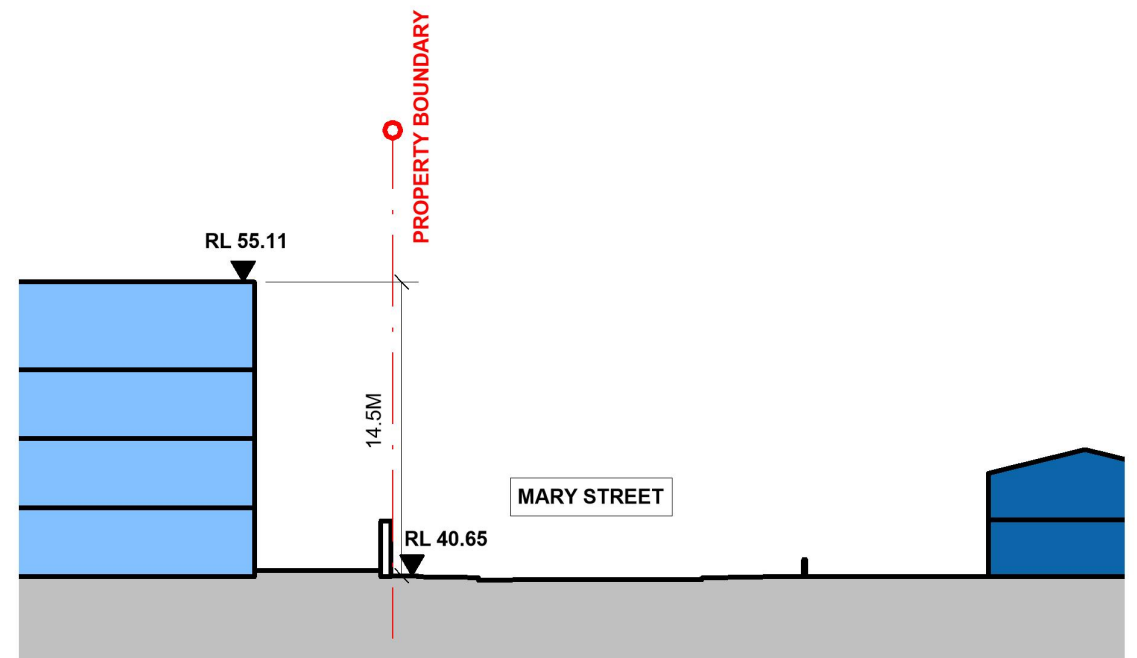 PROPERTY BOUNDARY
RL 55.11
14.5M
MARY STREET
RL 40.65